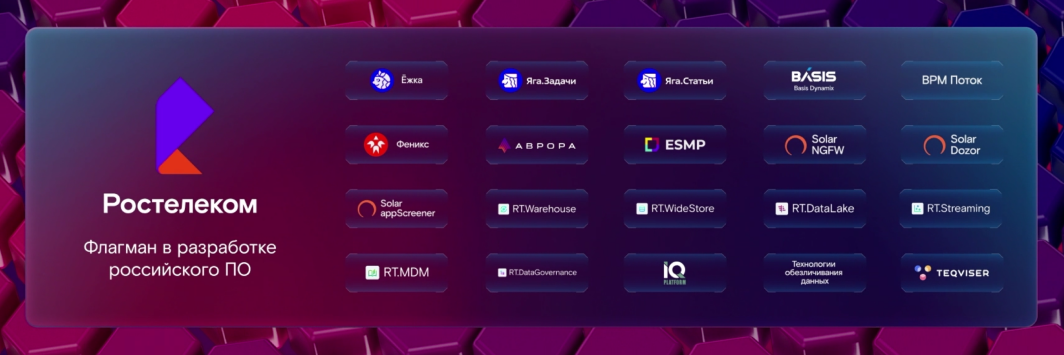 Ростелеком
Флагман в разработке
российского ПО
Ёжка
Яга.Задачи
Яга.Статьи
BASIS
Basis Dynamix
ВРМ Поток
Феникс
АВРОРА
ESMP
Solar
NGFW
Solar
Dozor
Solar
appScreener
RT.Warehouse
RT.WideStore
RT.DataLake
RT.Streaming
RT.MDM
RT.DataGovernance
iQ
PLATFORM
Технологии
обезличивания
данных
TEQVISER